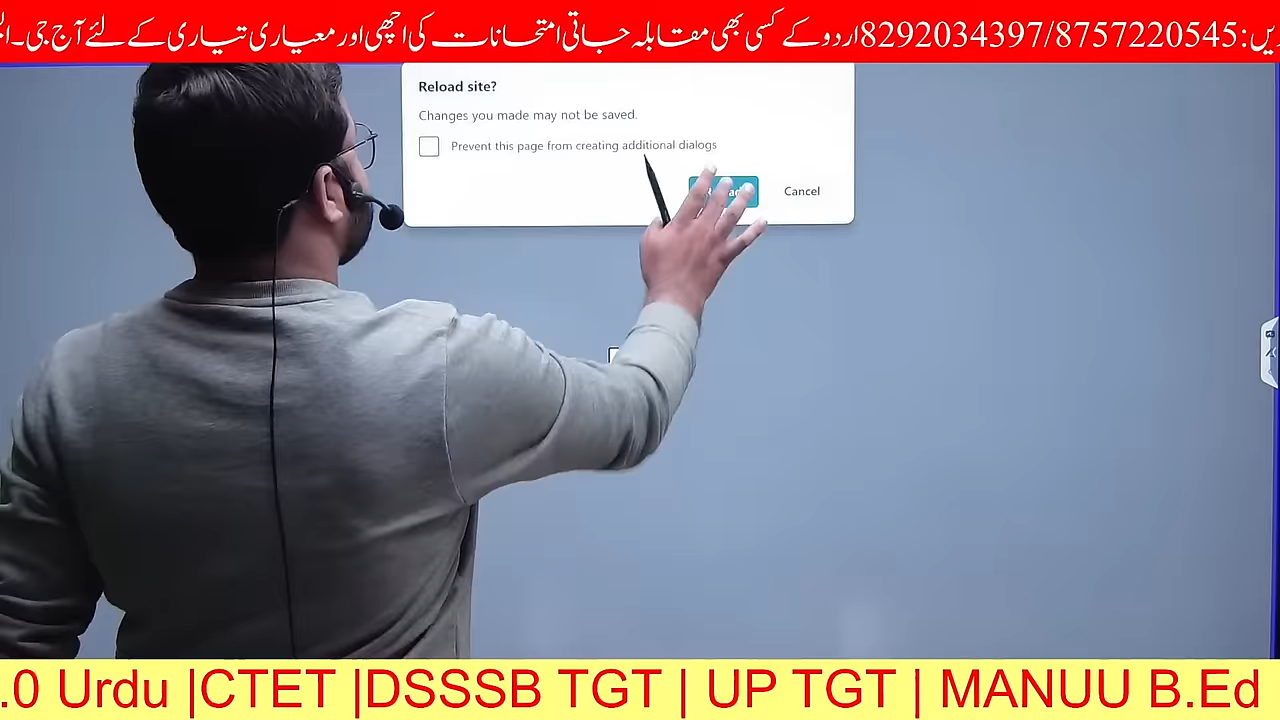 یں: 8292034397/8757220545 اردو کے کسی بھی مقابلہ جاتی امتحانات کی اچھی اور معیاری تیاری کے لئے آج جی۔
Reload site?
Changes you made may not be saved.
Prevent this page from creating additional dialogs
Cancel
.0 Urdu |CTET |DSSSB TGT | UP TGT | MANUU B.Ed